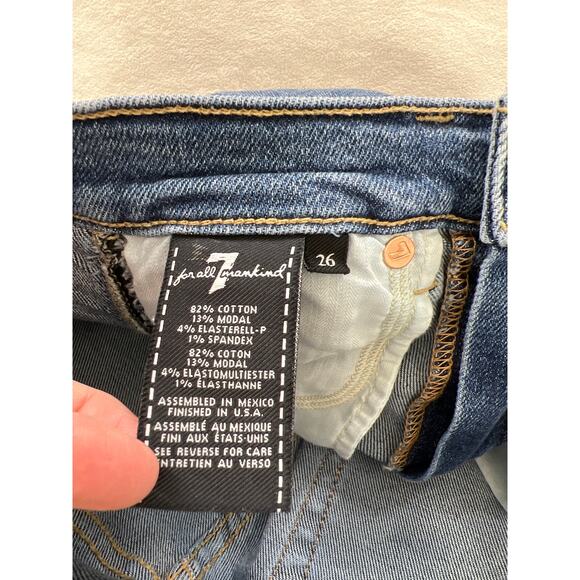 7
for all mankind
26
82% COTTON
13% MODAL
4% ELASTERELL-P
1% SPANDEX
82% COTON
13% MODAL
4% ELASTOMULTIESTER
1% ÉLASTHANNE
ASSEMBLED IN MEXICO
FINISHED IN U.S.A.
ASSEMBLÉ AU MEXIQUE
FINI AUX ÉTATS-UNIS
SEE REVERSE FOR CARE
ENTRETIEN AU VERSO